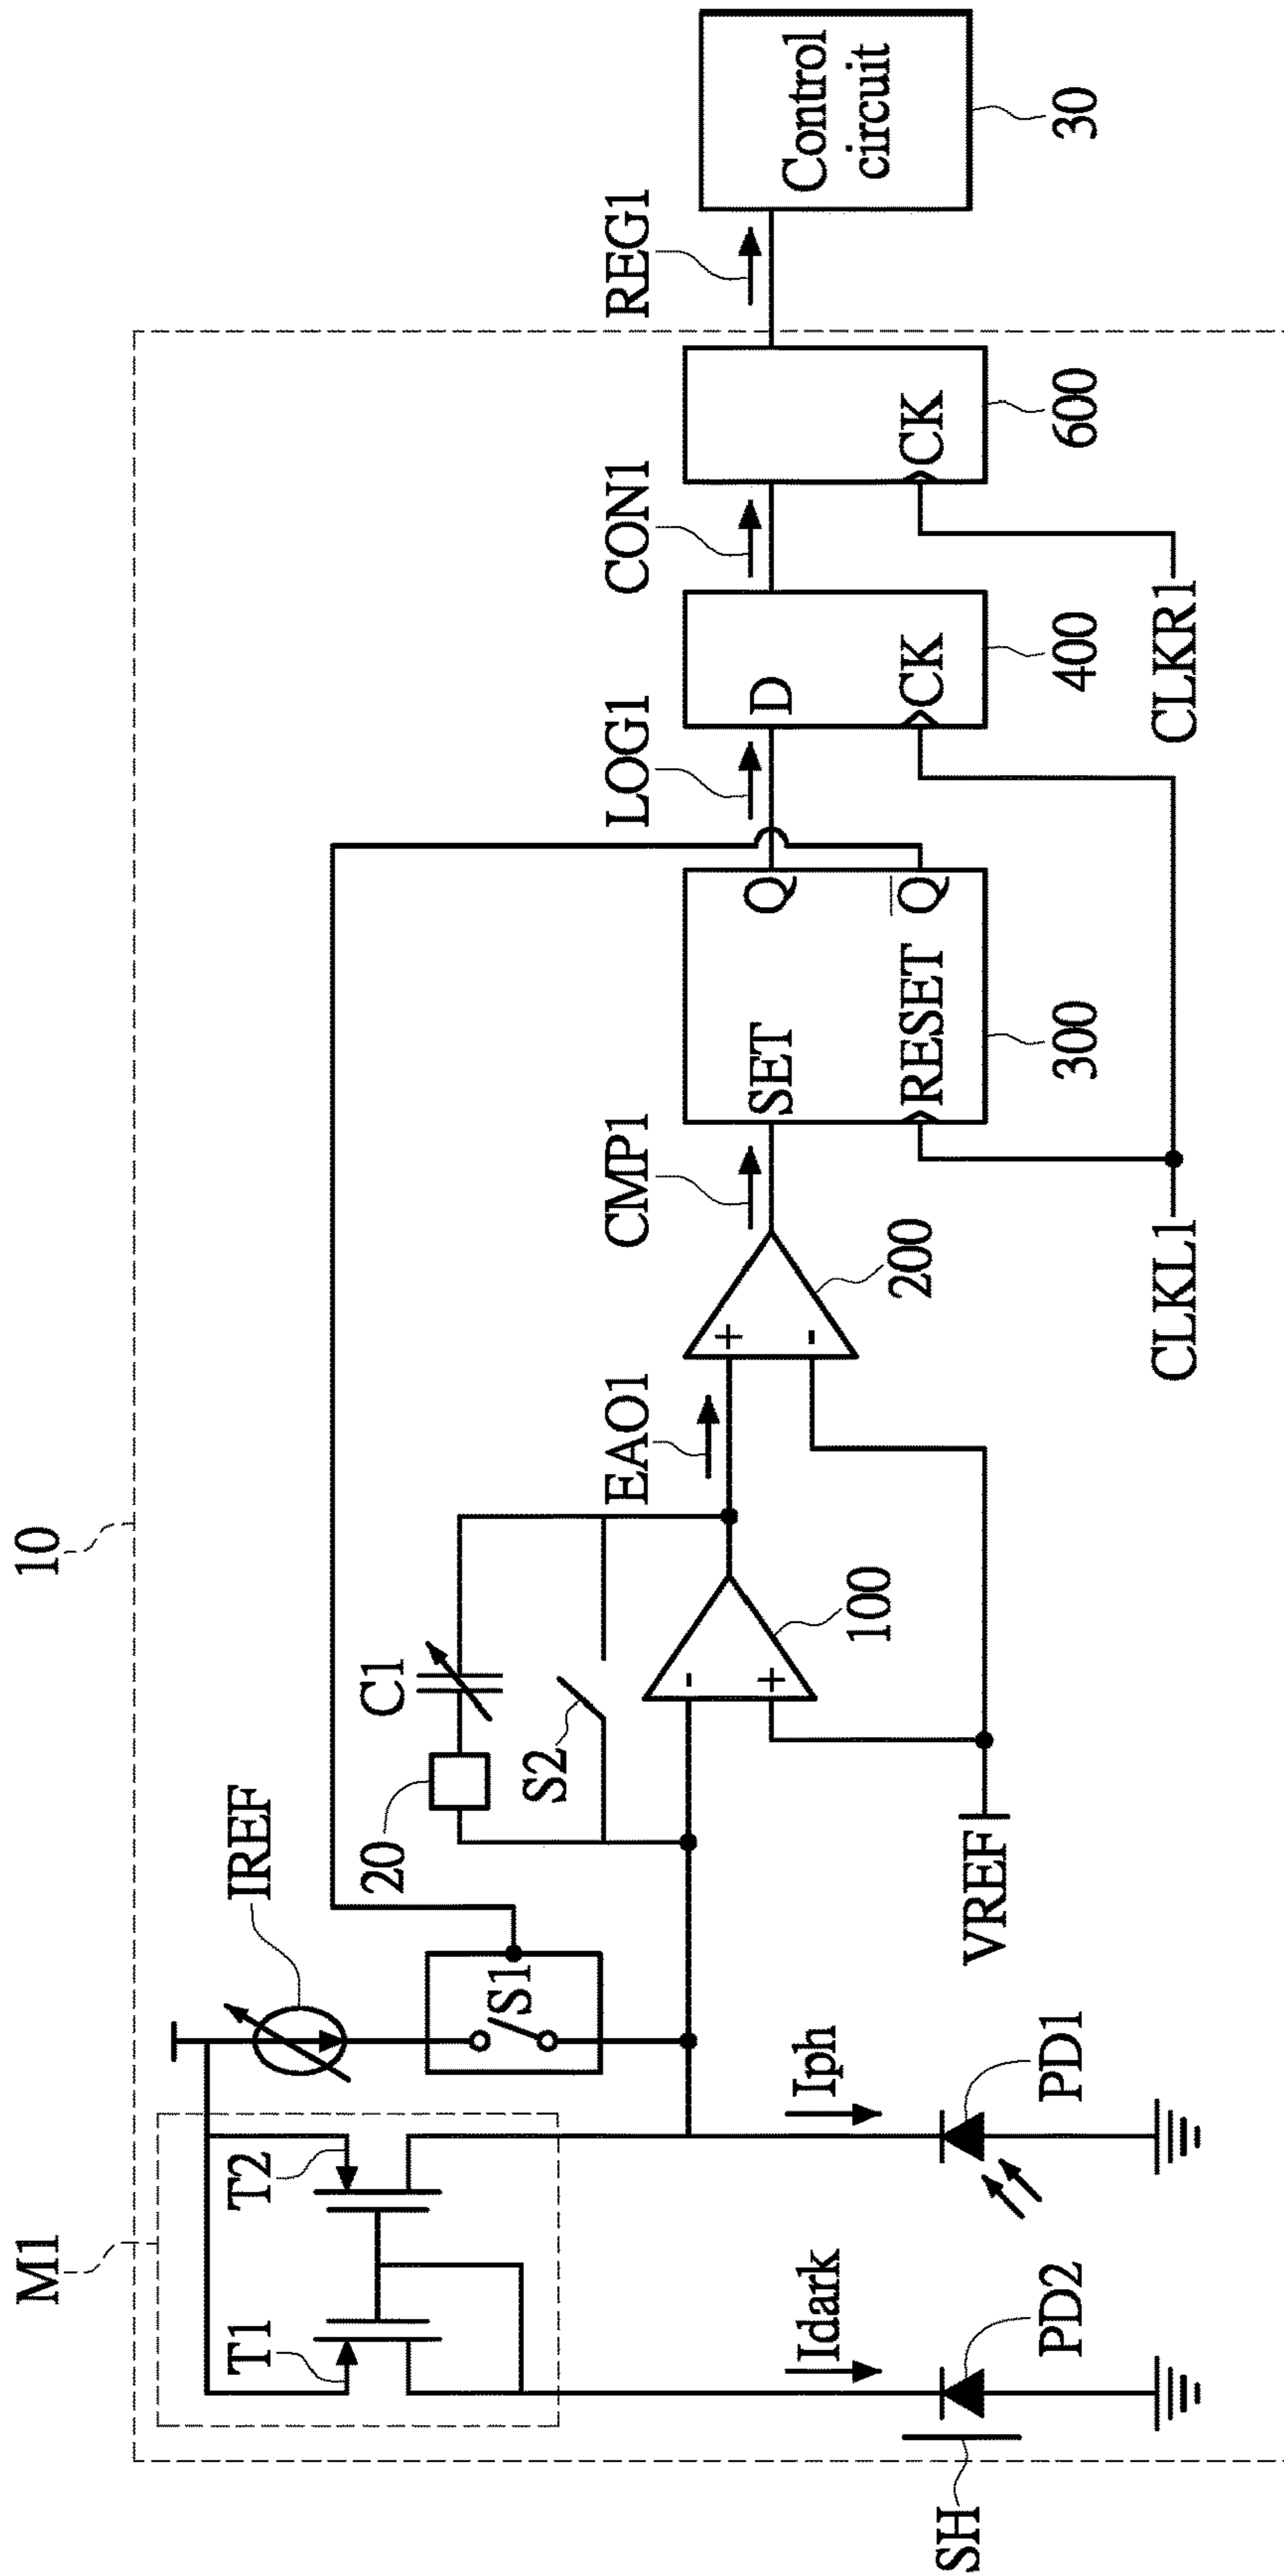 10
M1
T1
T2
IREF
S1
20
C1
S2
SH
Idark
PD2
Iph
PD1
VREF
-
+
100
EAO1
+
-
200
CMP1
SET
RESET
Q
Q̅
300
CLKL1
LOG1
D
CK
400
CON1
CK
600
CLKR1
REG1
Control
circuit
30